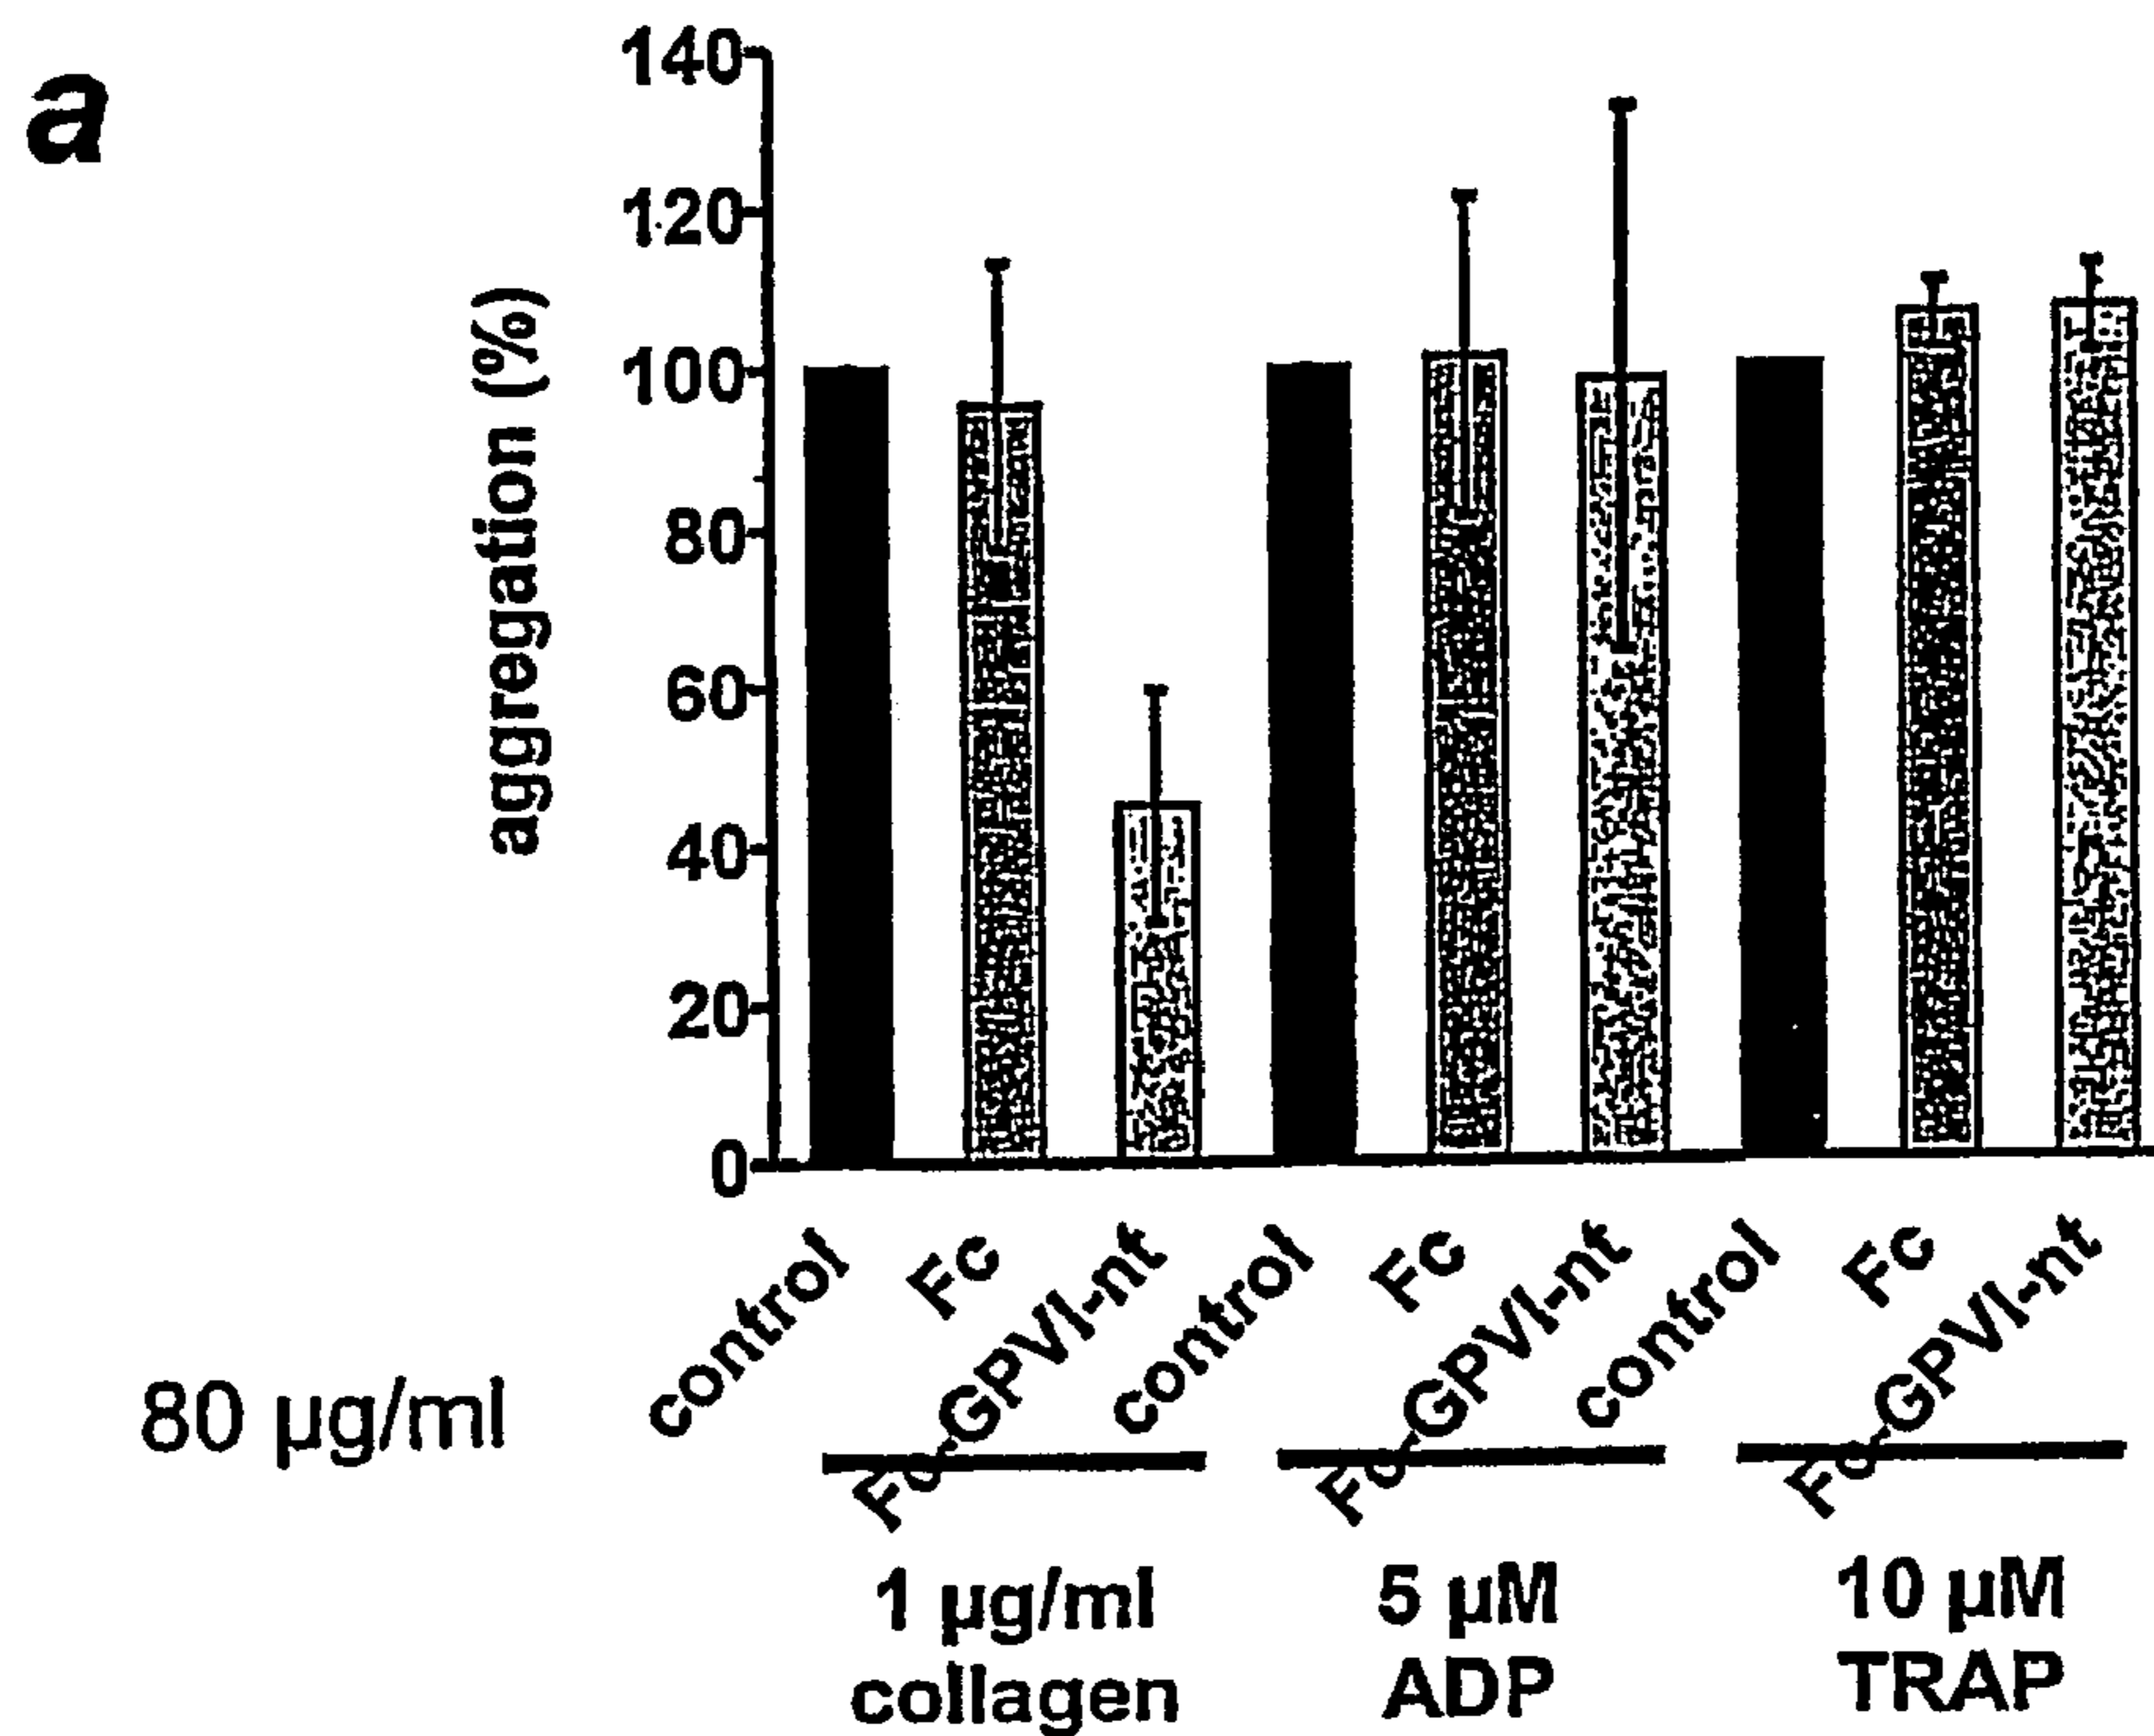 a
aggregation (%)
140
120
100
80
60
40
20
0
control
Fc
Fc-GPVI-nt
control
Fc
Fc-GPVI-nt
control
Fc
Fc-GPVI-nt
80 µg/ml
1 µg/ml
collagen
5 µM
ADP
10 µM
TRAP